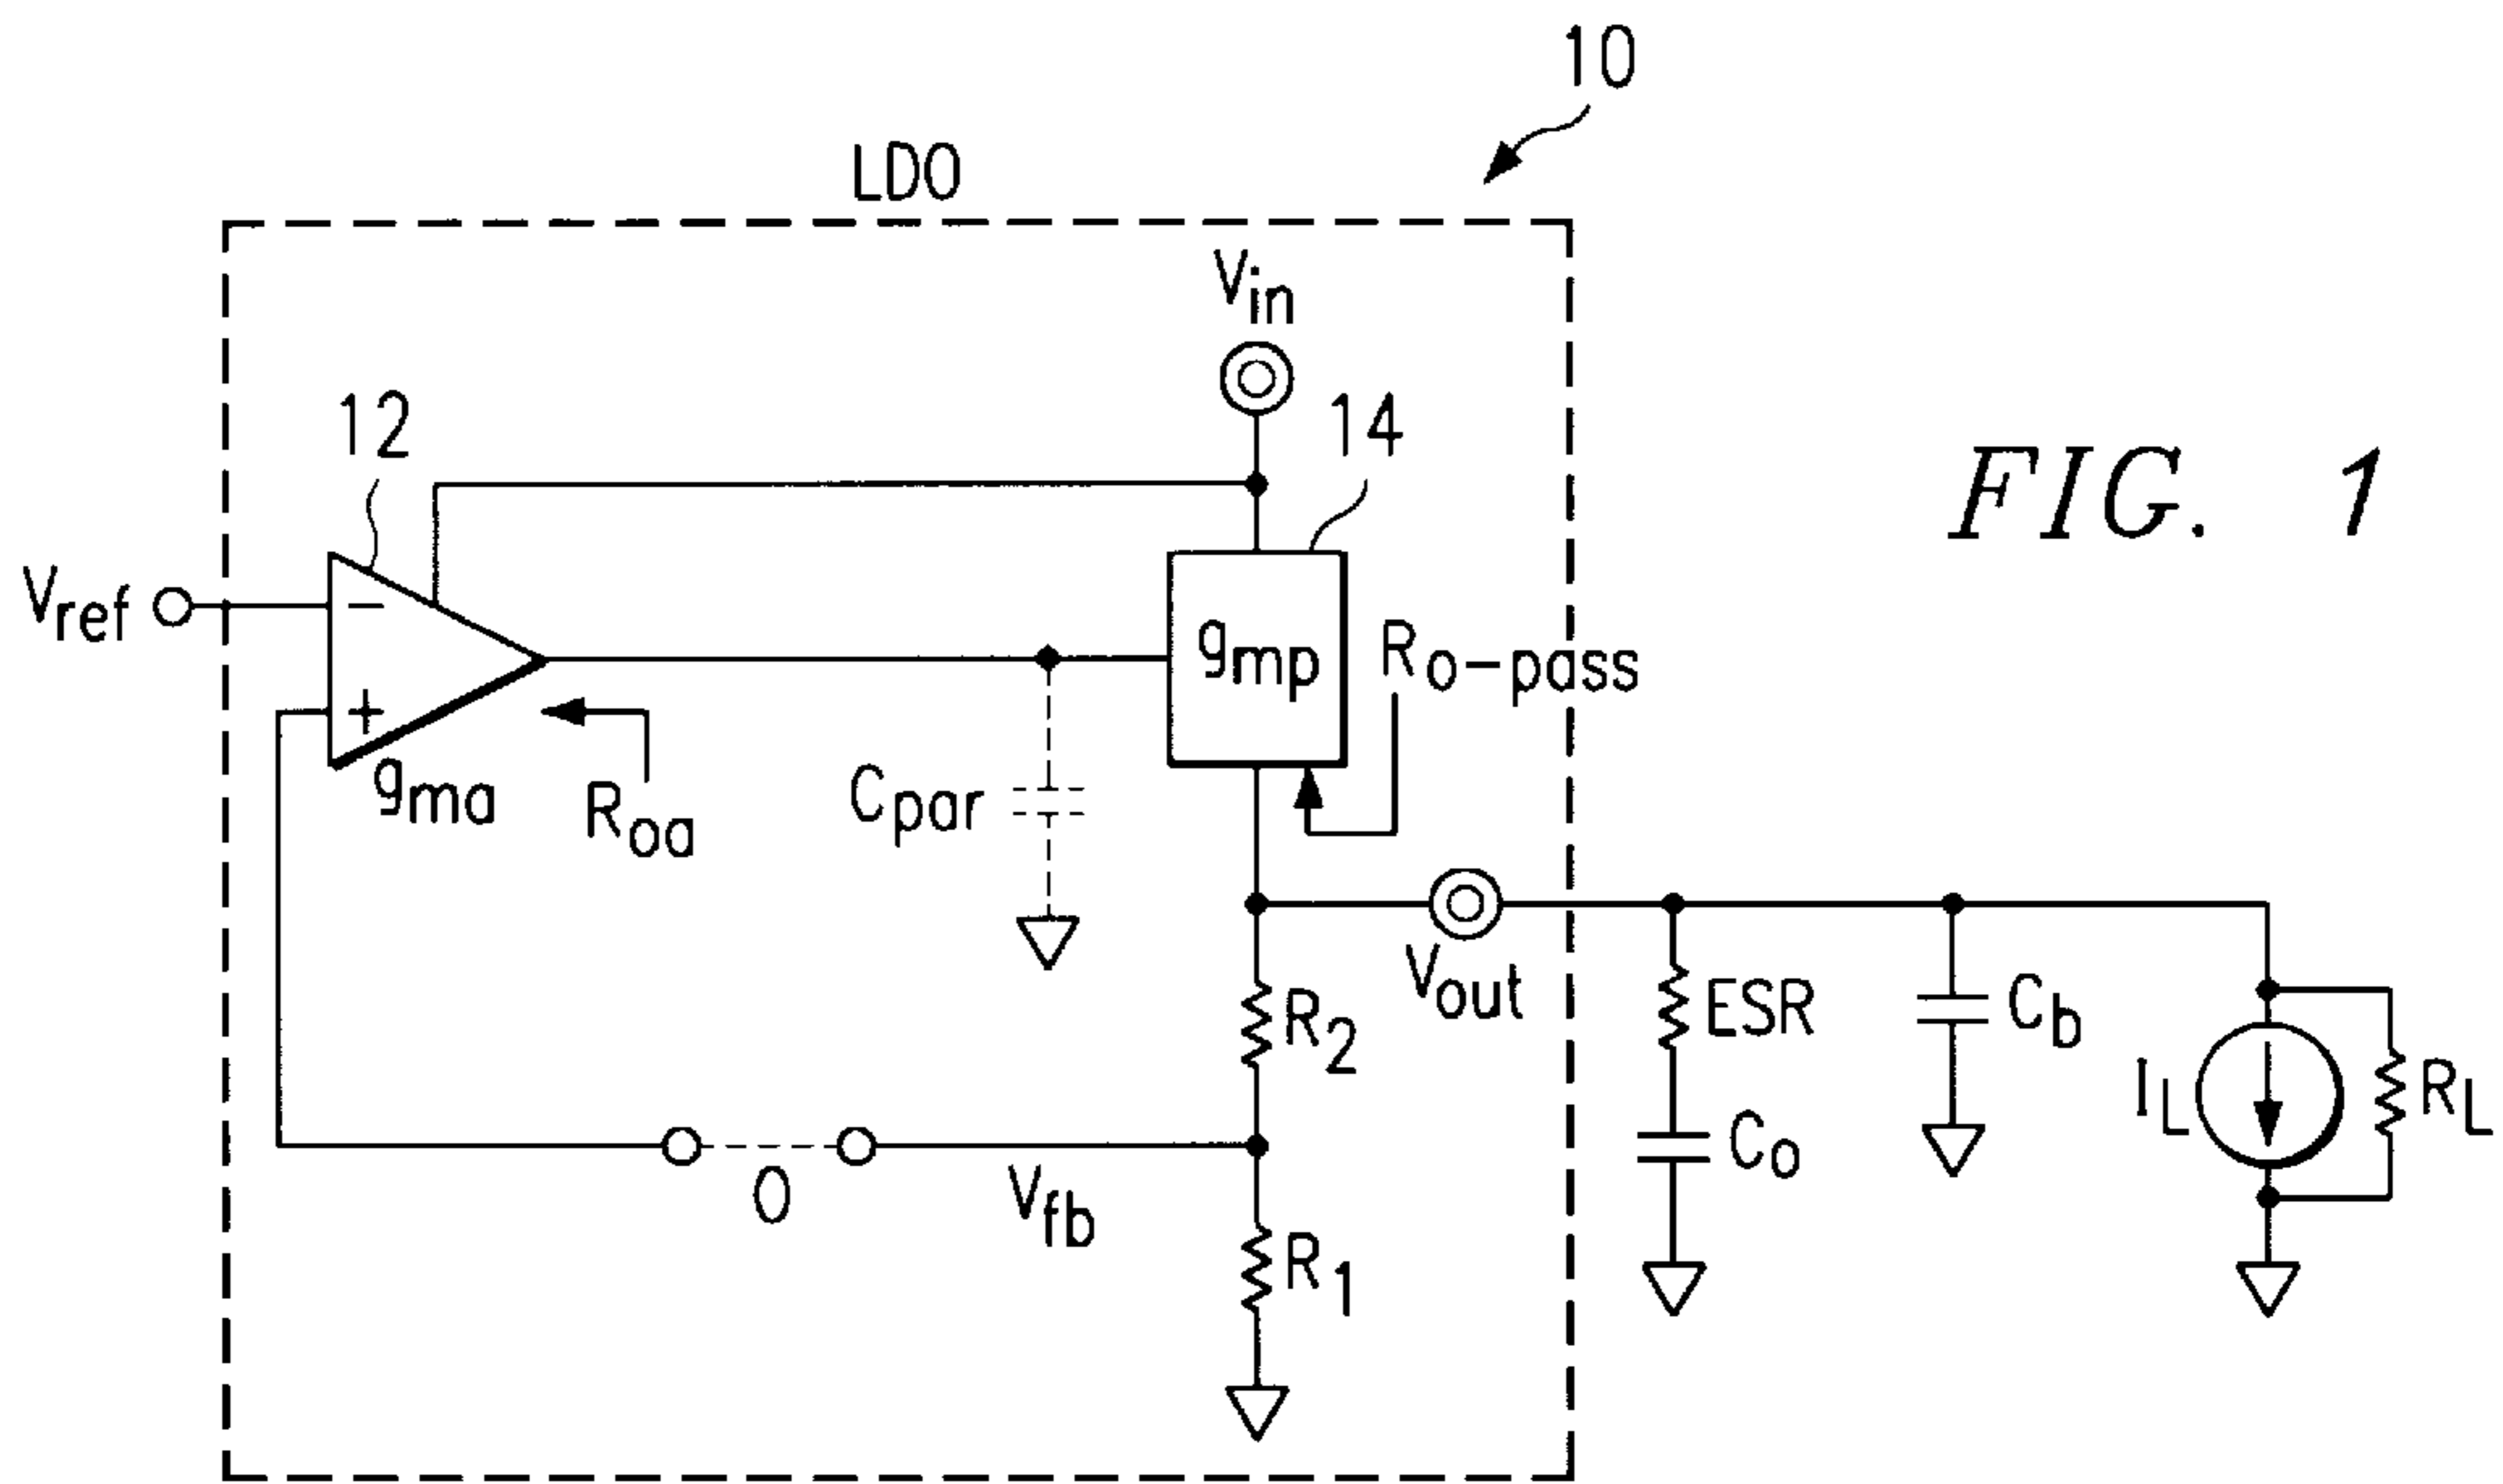 10
LDO
Vin
12
14
FIG. 1
Vref
−
gmp
Ro-pass
+
gma
Roa
Cpar
Vout
R2
ESR
Cb
IL
RL
Co
0
Vfb
R1